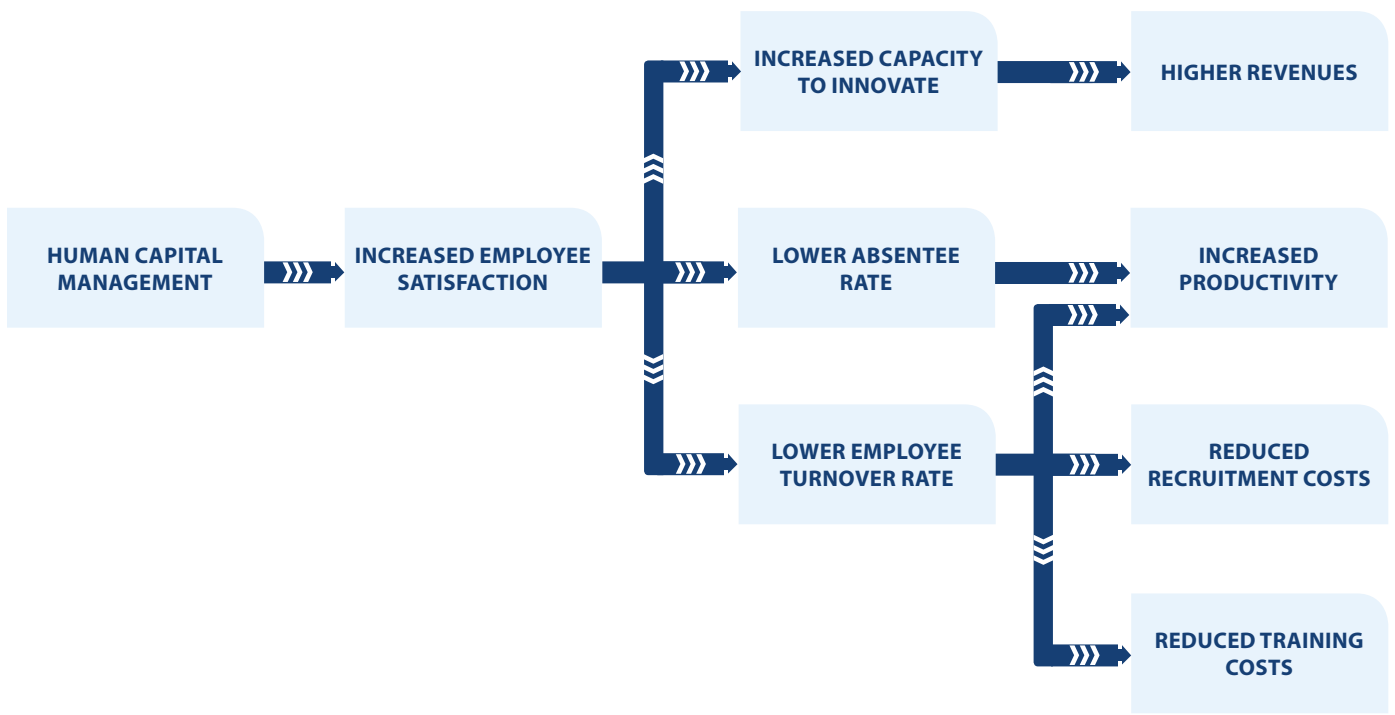 INCREASED CAPACITY
TO INNOVATE
HIGHER REVENUES
HUMAN CAPITAL
MANAGEMENT
INCREASED EMPLOYEE
SATISFACTION
LOWER ABSENTEE
RATE
INCREASED
PRODUCTIVITY
LOWER EMPLOYEE
TURNOVER RATE
REDUCED
RECRUITMENT COSTS
REDUCED TRAINING
COSTS